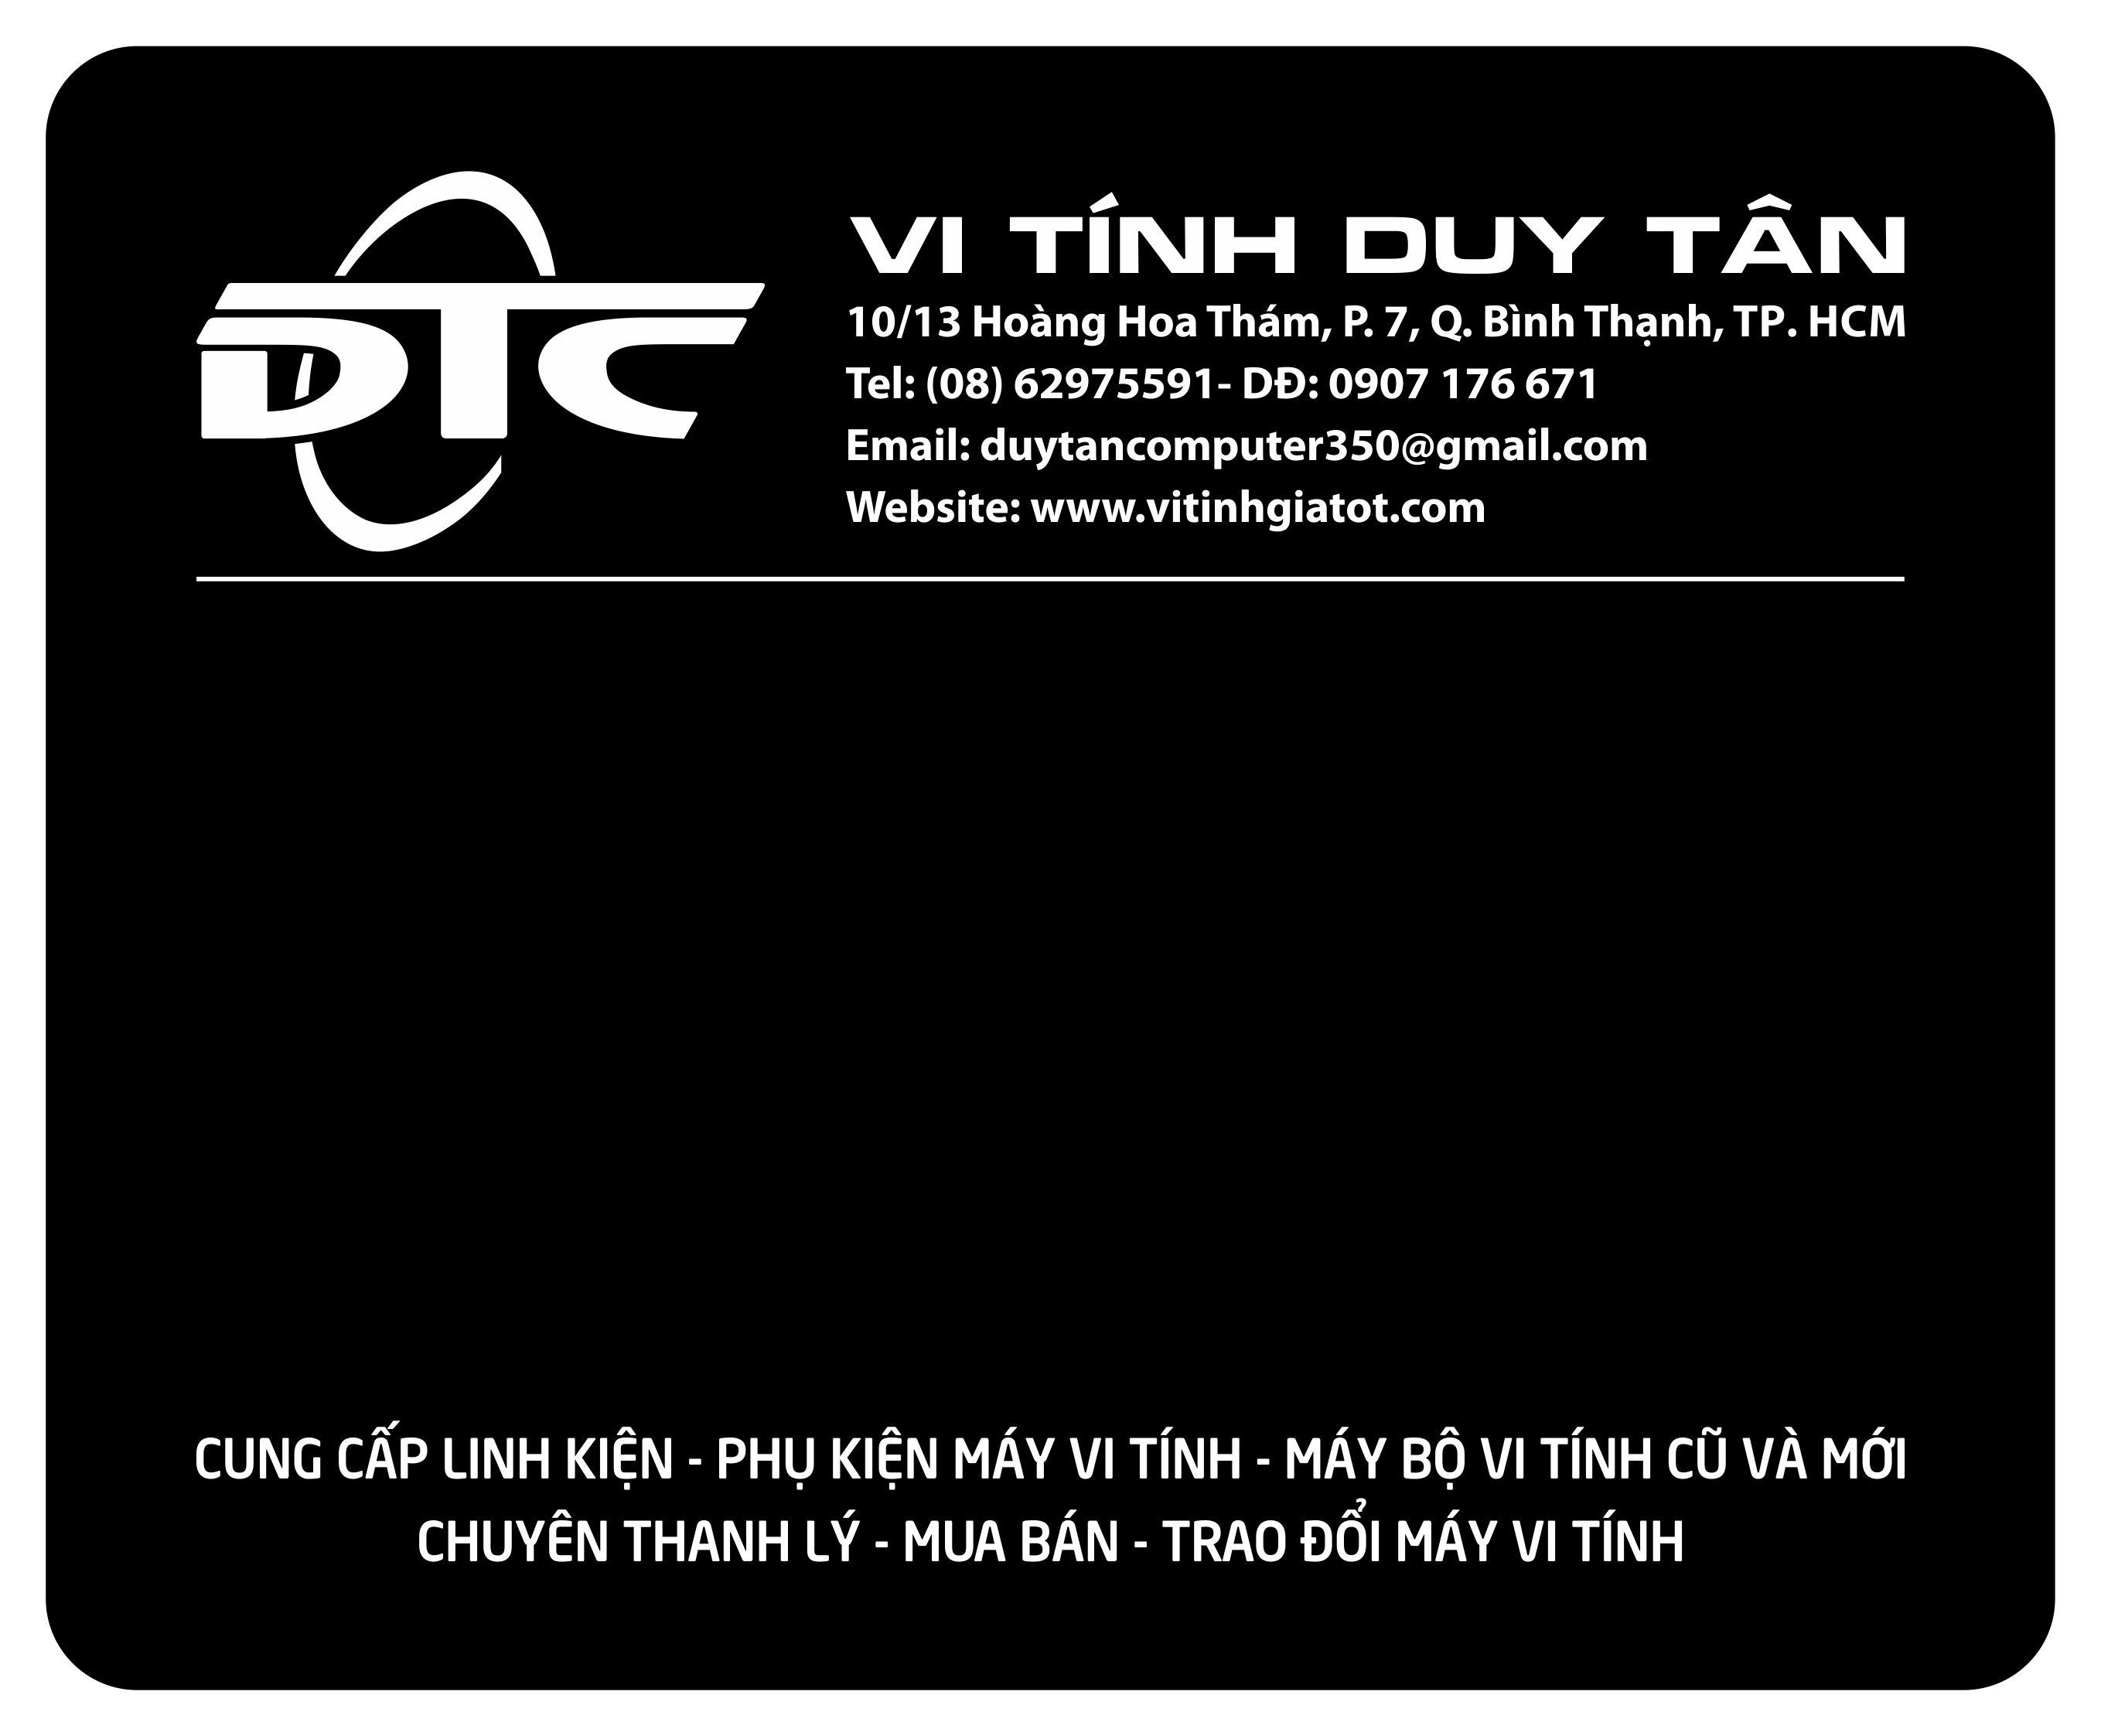 DTC
VI TÍNH DUY TÂN
10/13 Hoàng Hoa Thám, P. 7, Q. Bình Thạnh, TP. HCM
Tel: (08) 62975591- DĐ: 0907 176 671
Email: duytancomputer350@gmail.com
Website: www.vitinhgiatot.com
CUNG CẤP LINH KIỆN - PHỤ KIỆN MÁY VI TÍNH - MÁY BỘ VI TÍNH CŨ VÀ MỚI
CHUYÊN THANH LÝ - MUA BÁN - TRAO ĐỔI MÁY VI TÍNH